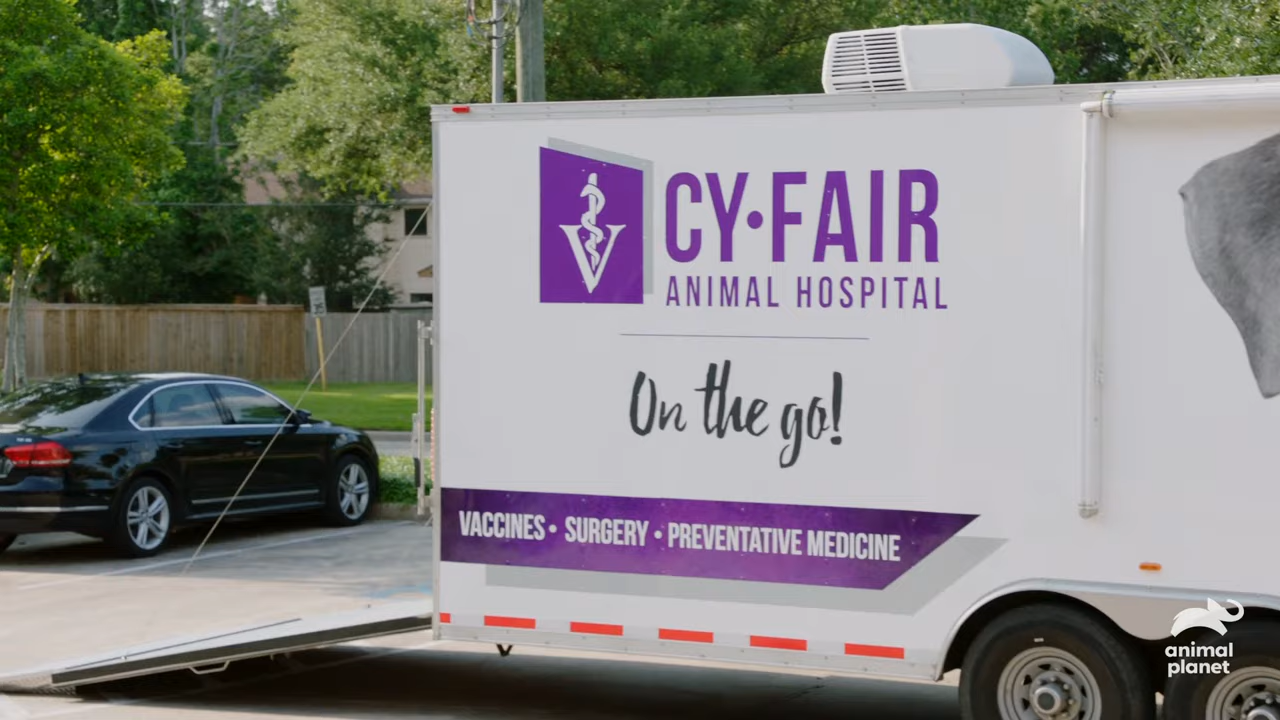 CY•FAIR
ANIMAL HOSPITAL
On the go!
VACCINES • SURGERY • PREVENTATIVE MEDICINE
animal
planet